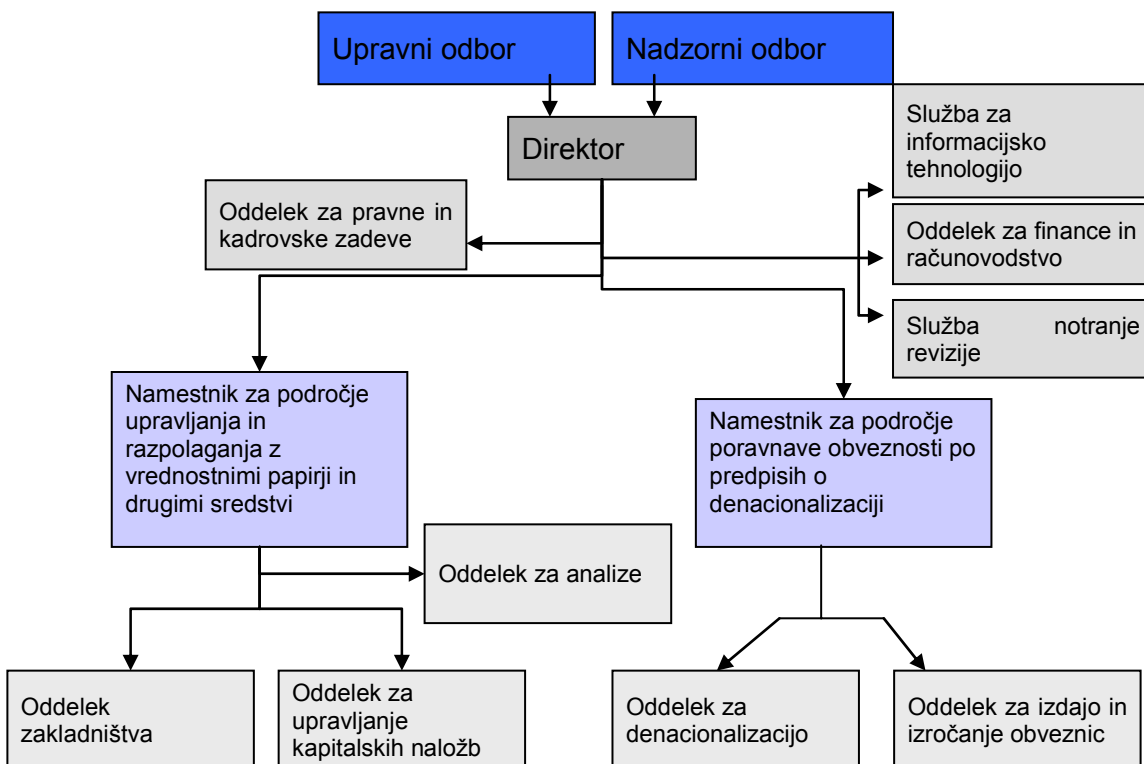 Upravni odbor
Nadzorni odbor
Služba za
informacijsko
tehnologijo
Direktor
Oddelek za pravne in
kadrovske zadeve
Oddelek za finance in
računovodstvo
Služba notranje
revizije
Namestnik za področje
upravljanja in
razpolaganja z
vrednostnimi papirji in
drugimi sredstvi
Namestnik za področje
poravnave obveznosti po
predpisih o
denacionalizaciji
Oddelek za analize
Oddelek
zakladništva
Oddelek za
upravljanje
kapitalskih naložb
Oddelek za
denacionalizacijo
Oddelek za izdajo in
izročanje obveznic